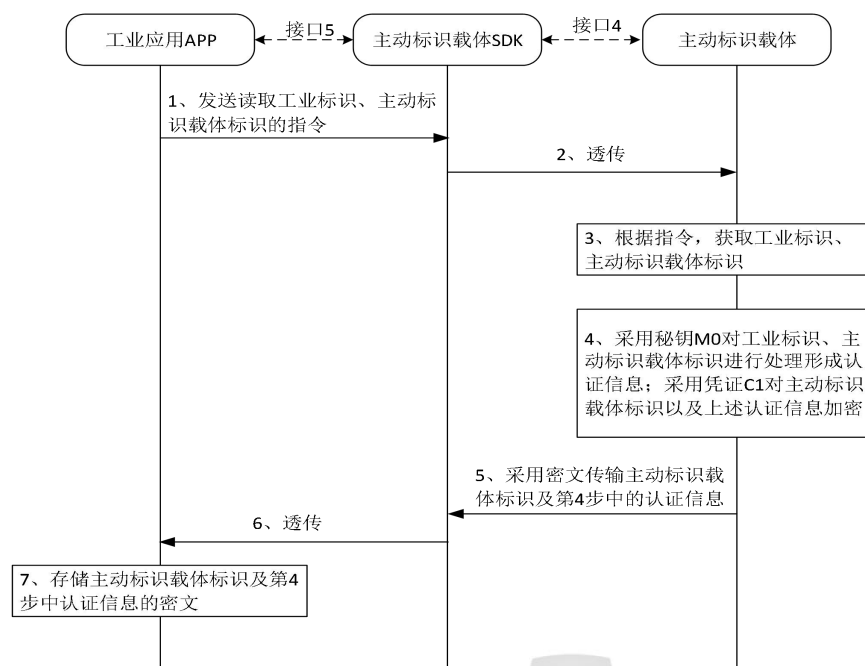 工业应用APP
接口5
主动标识载体SDK
接口4
主动标识载体
1、发送读取工业标识、主动标
识载体标识的指令
2、透传
3、根据指令，获取工业标识、
主动标识载体标识
4、采用秘钥M0对工业标识、主
动标识载体标识进行处理形成认
证信息；采用凭证C1对主动标识
载体标识以及上述认证信息加密
5、采用密文传输主动标识载
体标识及第4步中的认证信息
6、透传
7、存储主动标识载体标识及第4
步中认证信息的密文